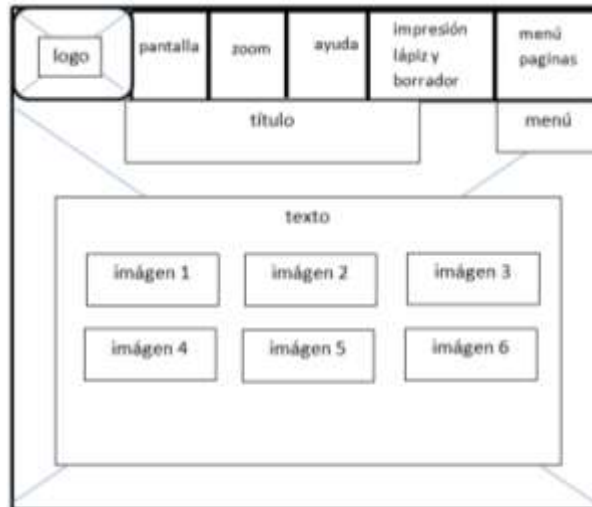 logo
pantalla
zoom
ayuda
impresión
lápiz y
borrador
menú
paginas
título
menú
texto
imágen 1
imágen 2
imágen 3
imágen 4
imágen 5
imágen 6